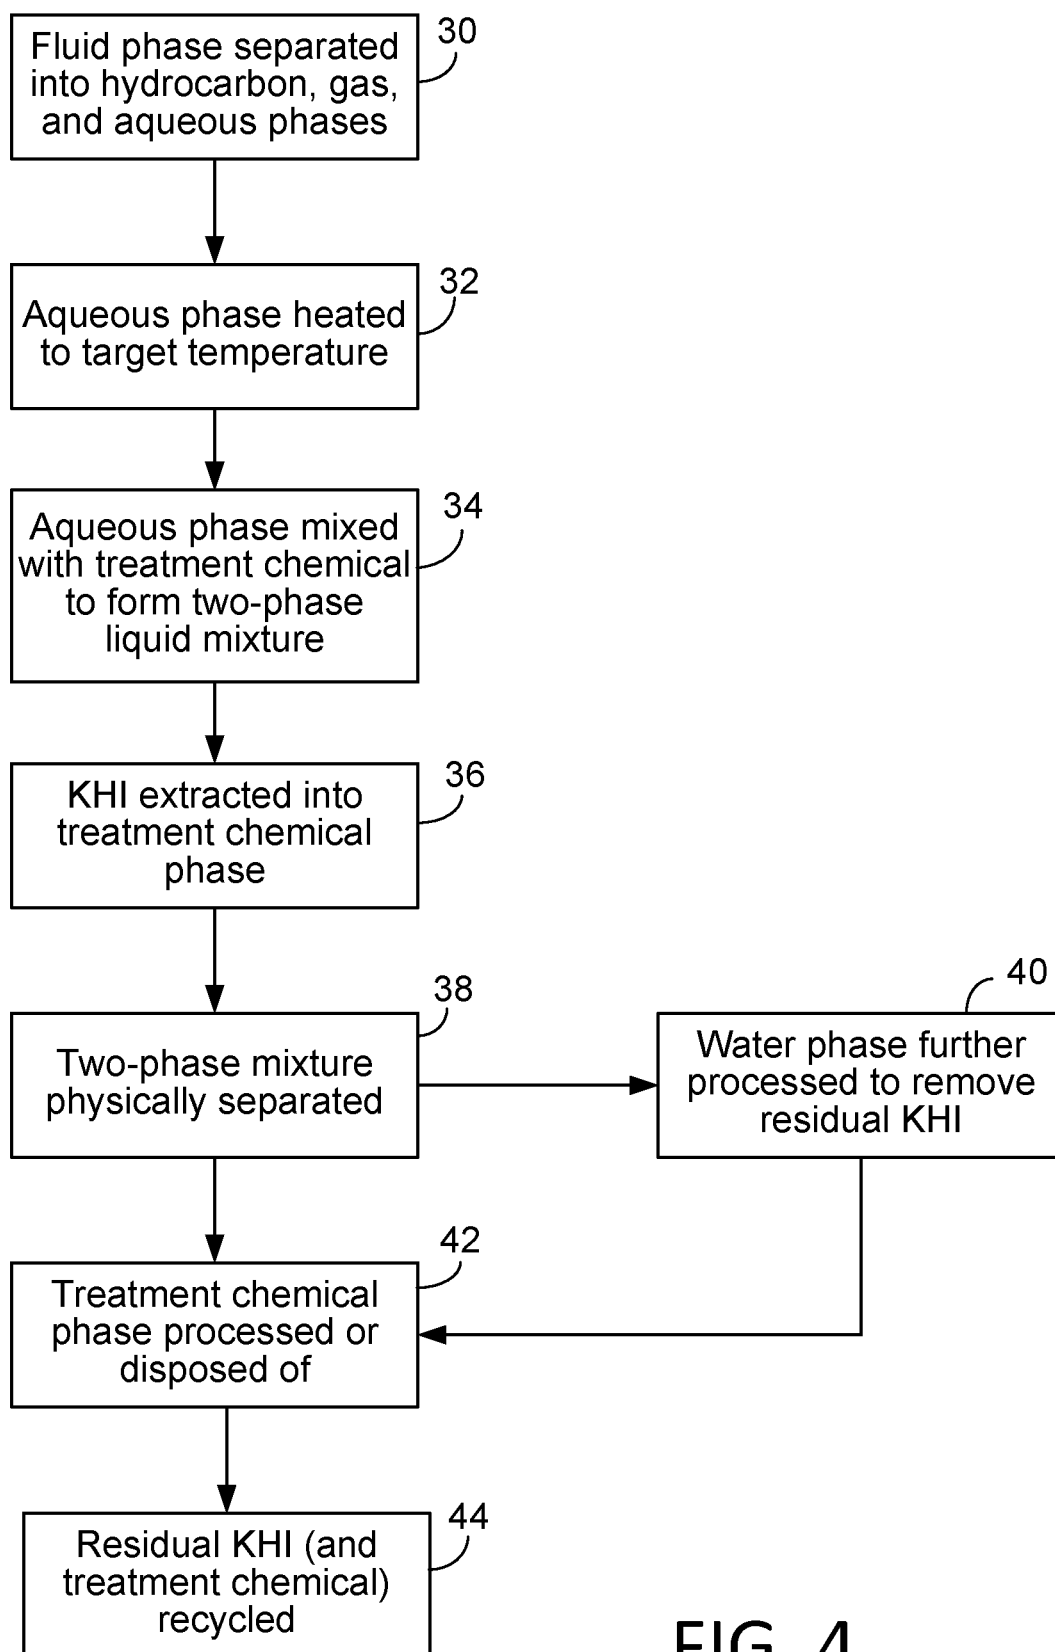 Fluid phase separated
into hydrocarbon, gas,
and aqueous phases
30
Aqueous phase heated
to target temperature
32
Aqueous phase mixed
with treatment chemical
to form two-phase
liquid mixture
34
KHI extracted into
treatment chemical
phase
36
Two-phase mixture
physically separated
38
Water phase further
processed to remove
residual KHI
40
Treatment chemical
phase processed or
disposed of
42
Residual KHI (and
treatment chemical)
recycled
44
FIG. 4